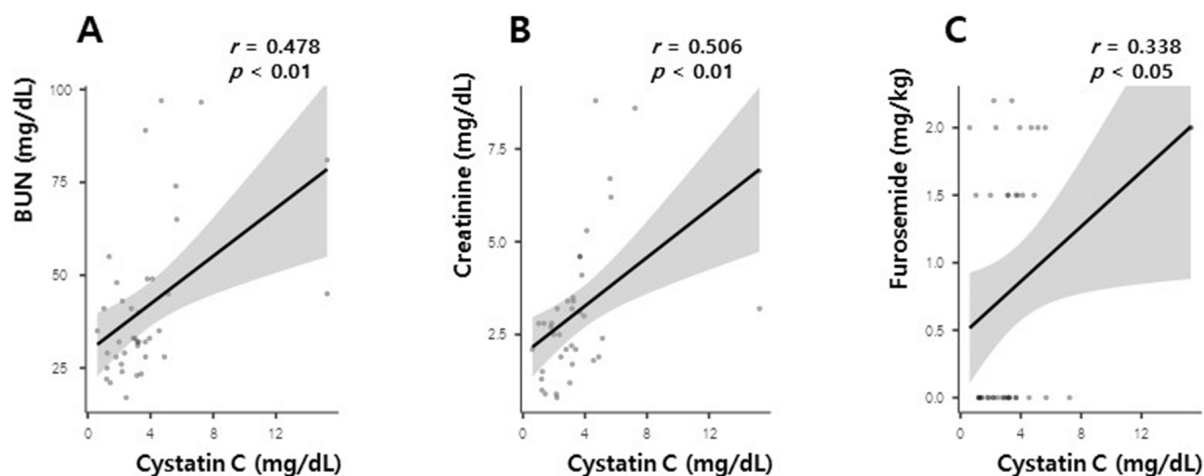 A
r = 0.478
p < 0.01
BUN (mg/dL)
100
75
50
25
0 4 8 12
Cystatin C (mg/dL)
B
r = 0.506
p < 0.01
Creatinine (mg/dL)
7.5
5.0
2.5
0 4 8 12
Cystatin C (mg/dL)
C
r = 0.338
p < 0.05
Furosemide (mg/kg)
2.0
1.5
1.0
0.5
0.0
0 4 8 12
Cystatin C (mg/dL)